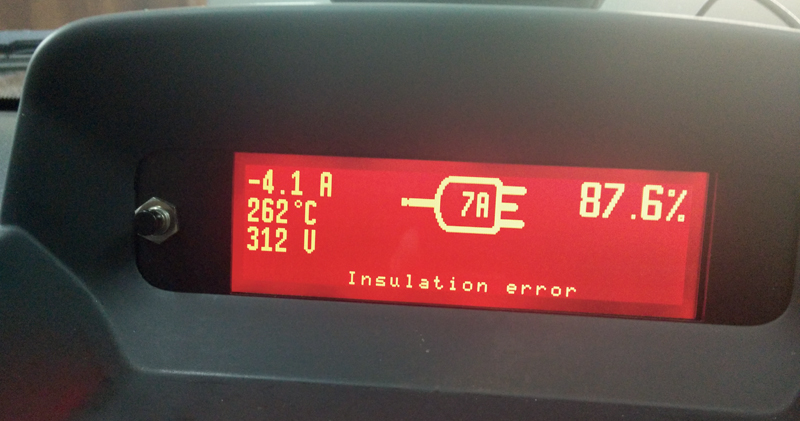 -4.1 A
262°C
312 V
7A
87.6%
Insulation error